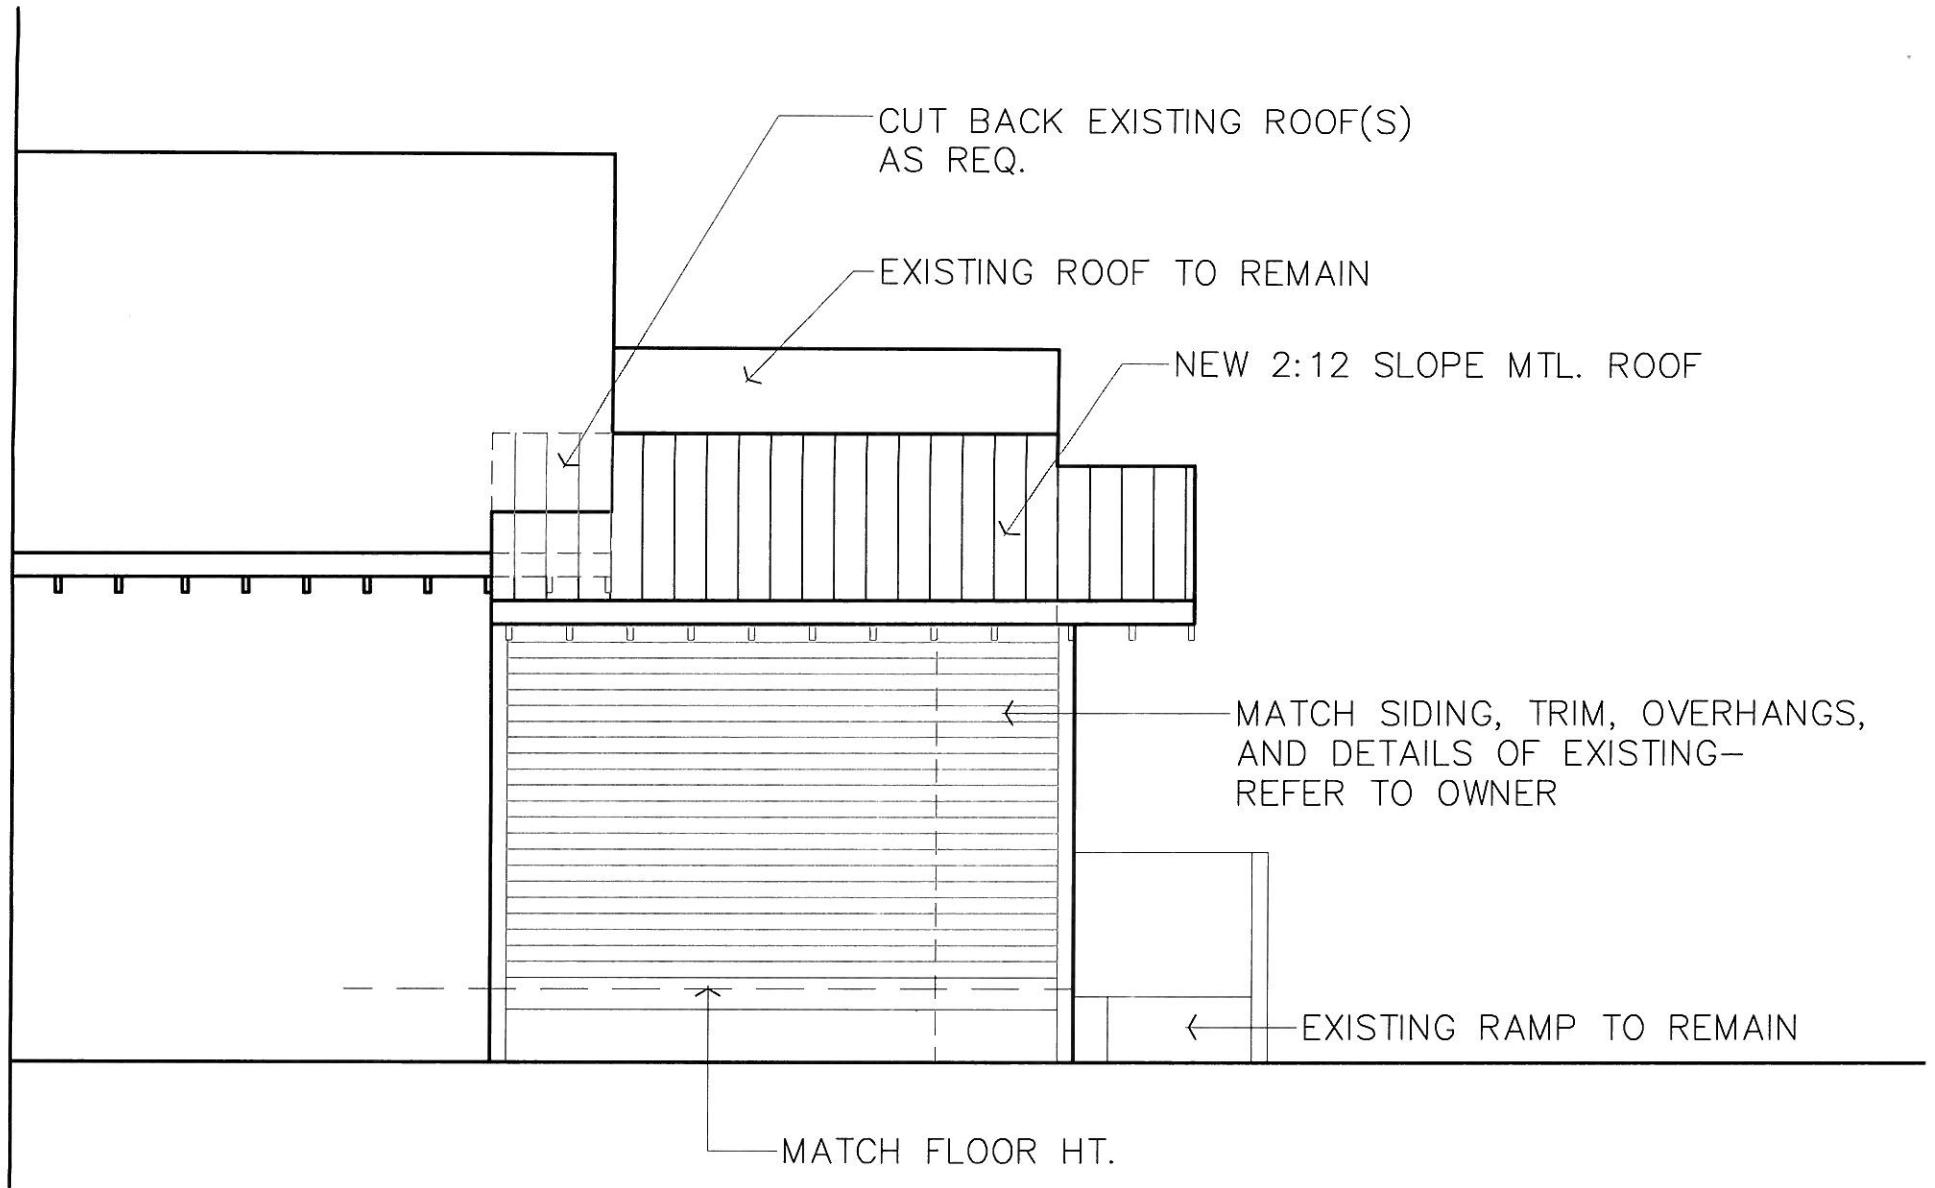 CUT BACK EXISTING ROOF(S)
AS REQ.
EXISTING ROOF TO REMAIN
NEW 2:12 SLOPE MTL. ROOF
MATCH SIDING, TRIM, OVERHANGS,
AND DETAILS OF EXISTING–
REFER TO OWNER
EXISTING RAMP TO REMAIN
MATCH FLOOR HT.